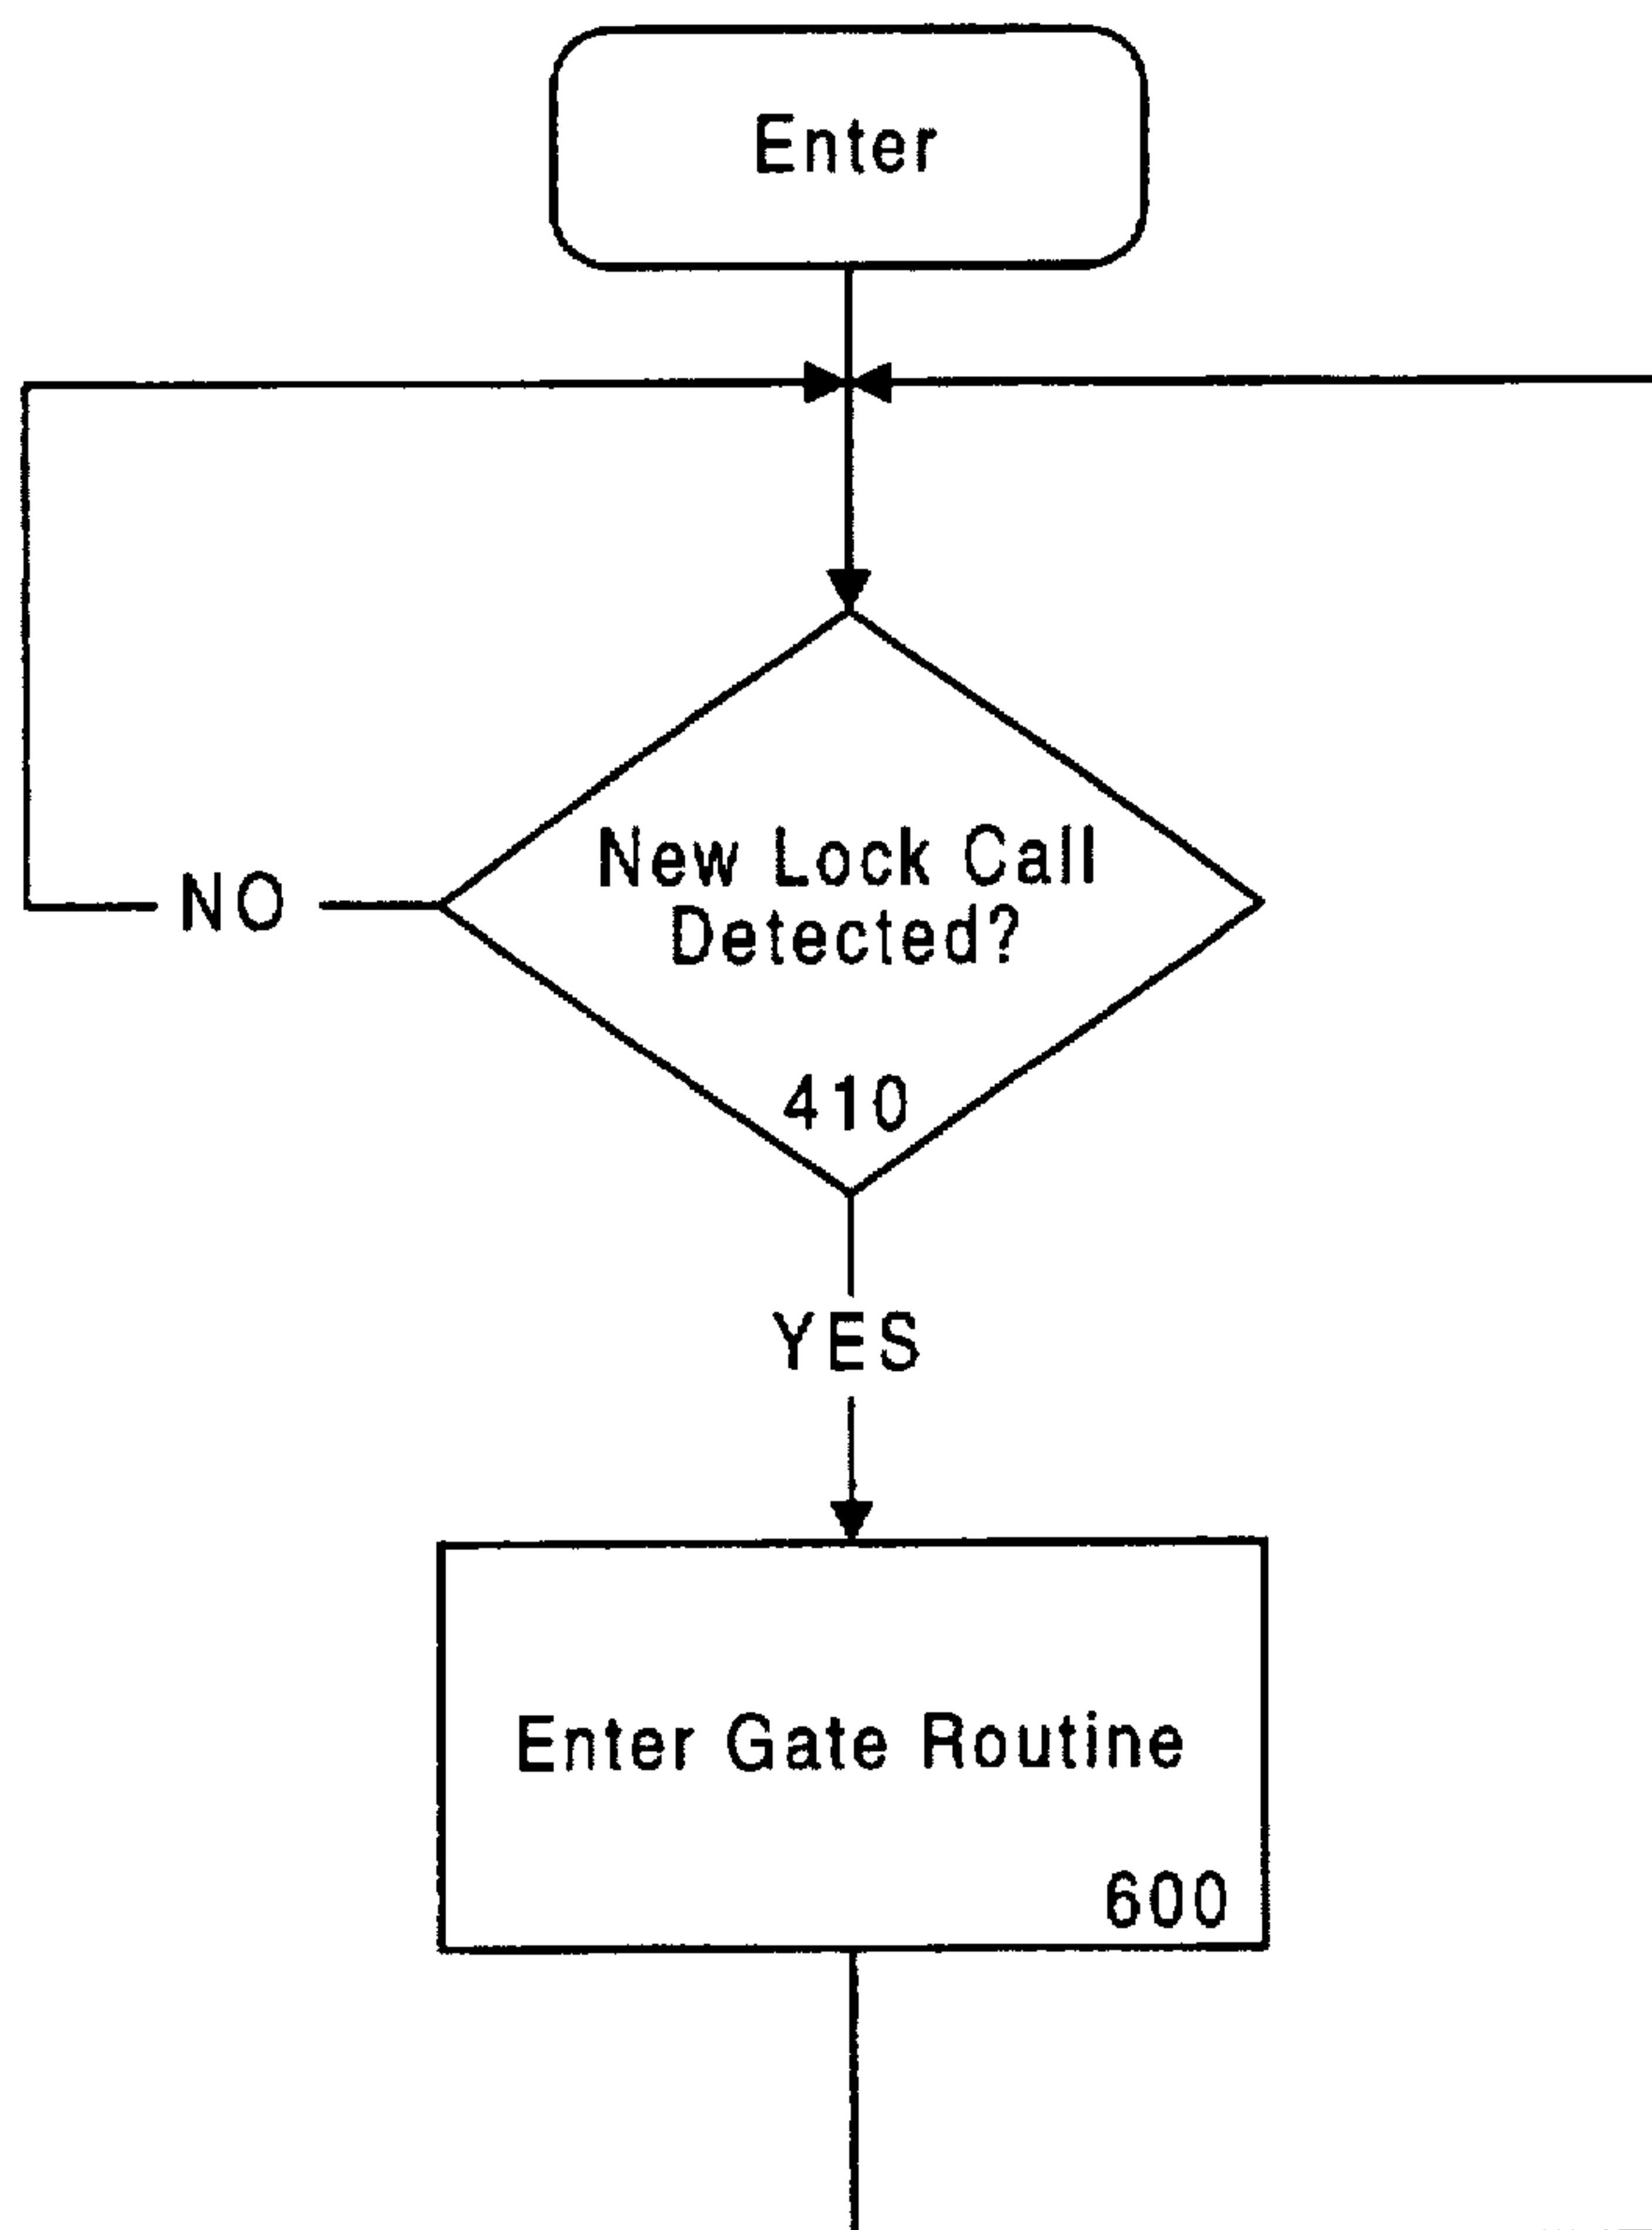 Enter
New Lock Call
Detected?
NO
410
YES
Enter Gate Routine
600